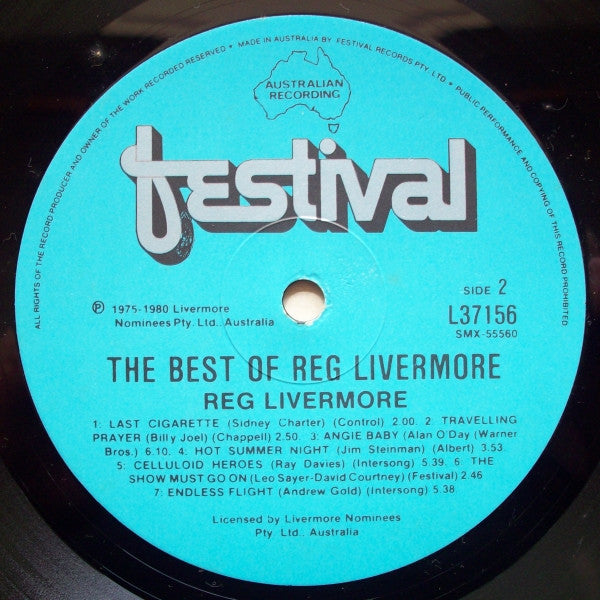 ALL RIGHTS OF THE RECORD PRODUCER AND OWNER OF THE WORK RECORDED RESERVED * MADE IN AUSTRALIA BY FESTIVAL RECORDS PTY. LTD. * PUBLIC PERFORMANCE AND COPYING OF THIS RECORD PROHIBITED.
AUSTRALIAN
RECORDING
festival
SIDE 2
L37156
SMX-55560
Ⓟ 1975-1980 Livermore
Nominees Pty. Ltd.. Australia
THE BEST OF REG LIVERMORE
REG LIVERMORE
1: LAST CIGARETTE (Sidney Charter) (Control) 2.00. 2: TRAVELLING
PRAYER (Billy Joel) (Chappell) 2.50. 3: ANGIE BABY (Alan O'Day (Warner
Bros.) 6.10. 4: HOT SUMMER NIGHT (Jim Steinman) (Albert) 3.53.
5: CELLULOID HEROES (Ray Davies) (Intersong) 5.39. 6: THE
SHOW MUST GO ON (Leo Sayer-David Courtney) (Festival) 2.46
7: ENDLESS FLIGHT (Andrew Gold) (Intersong) 5.38
Licensed by Livermore Nominees
Pty. Ltd.. Australia